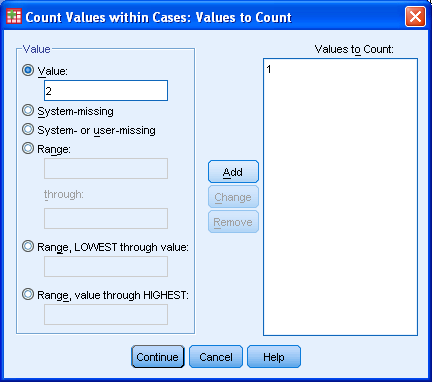 Count Values within Cases: Values to Count
Value
Value:
2
System-missing
System- or user-missing
Range:
through:
Range, LOWEST through value:
Range, value through HIGHEST:
Add
Change
Remove
Values to Count:
1
Continue
Cancel
Help